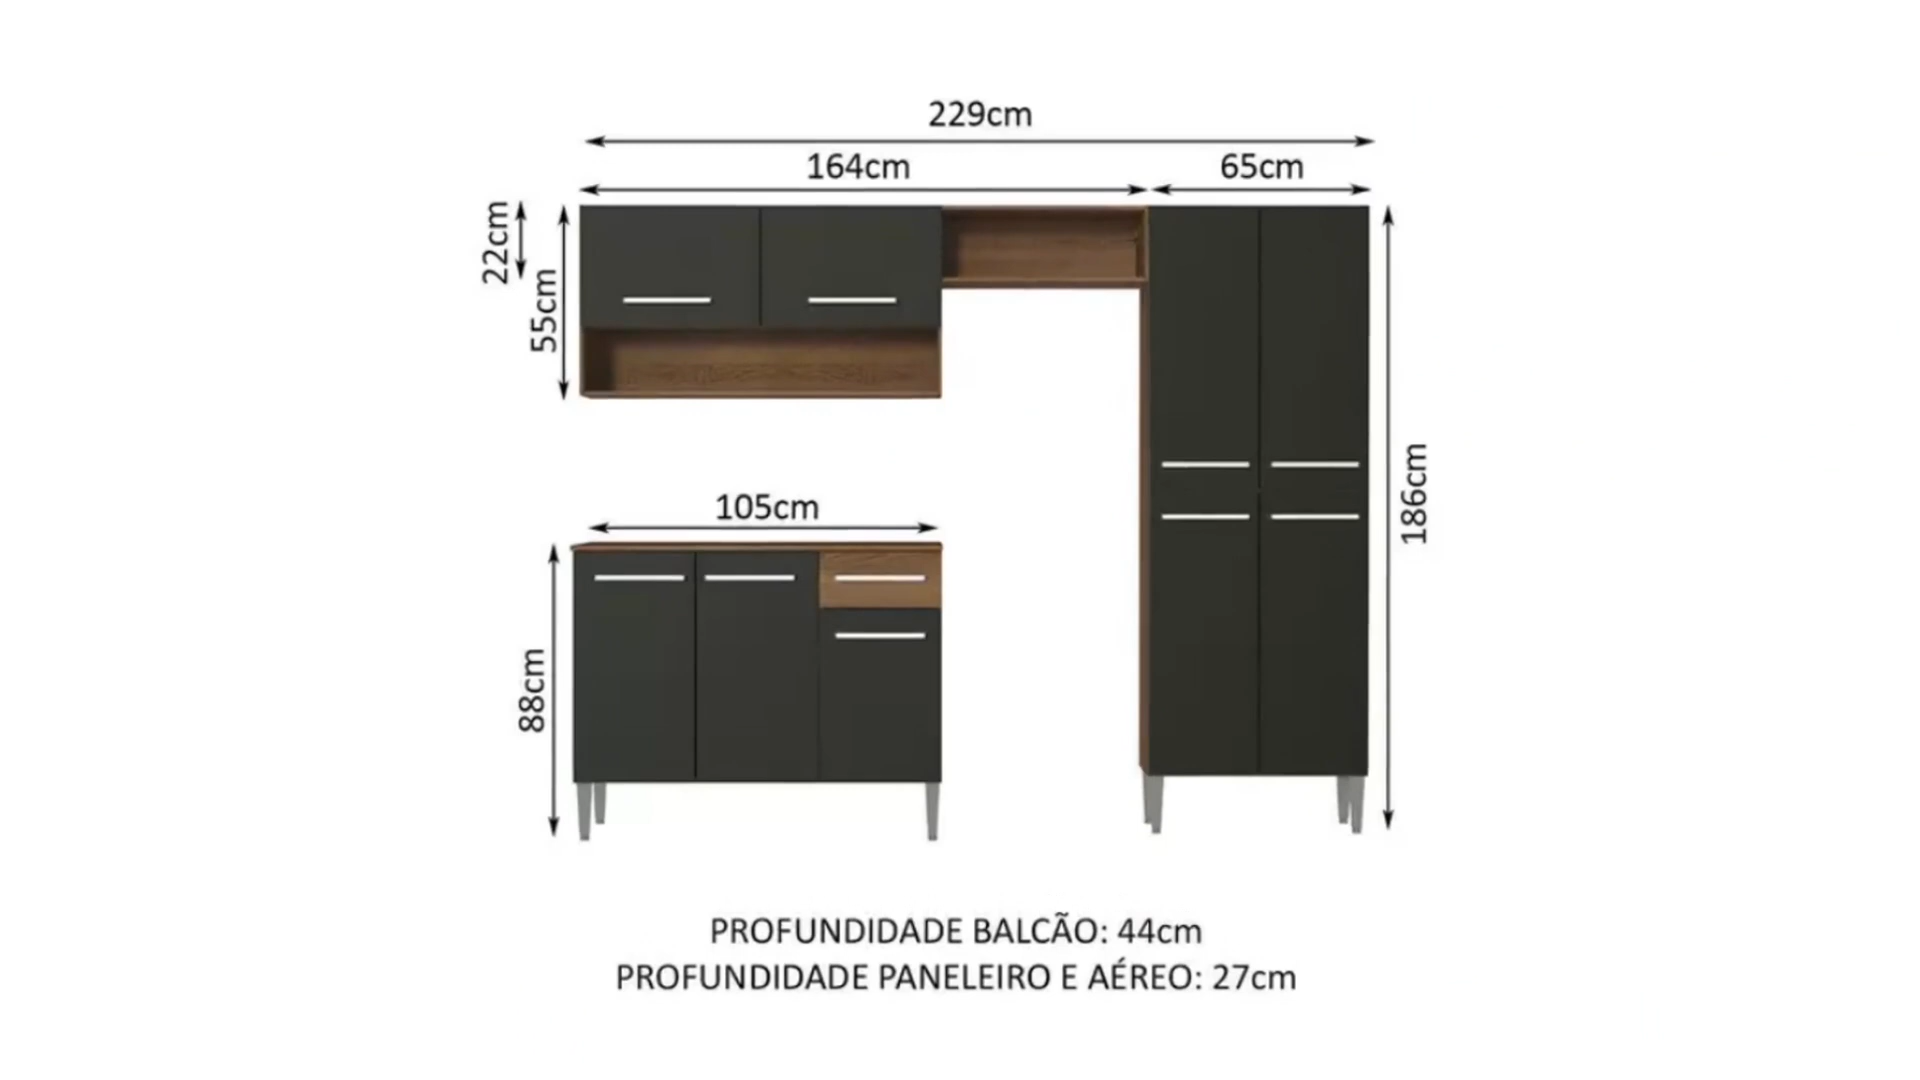 229cm
164cm
65cm
22cm
55cm
186cm
105cm
88cm
PROFUNDIDADE BALCÃO: 44cm
PROFUNDIDADE PANELEIRO E AÉREO: 27cm